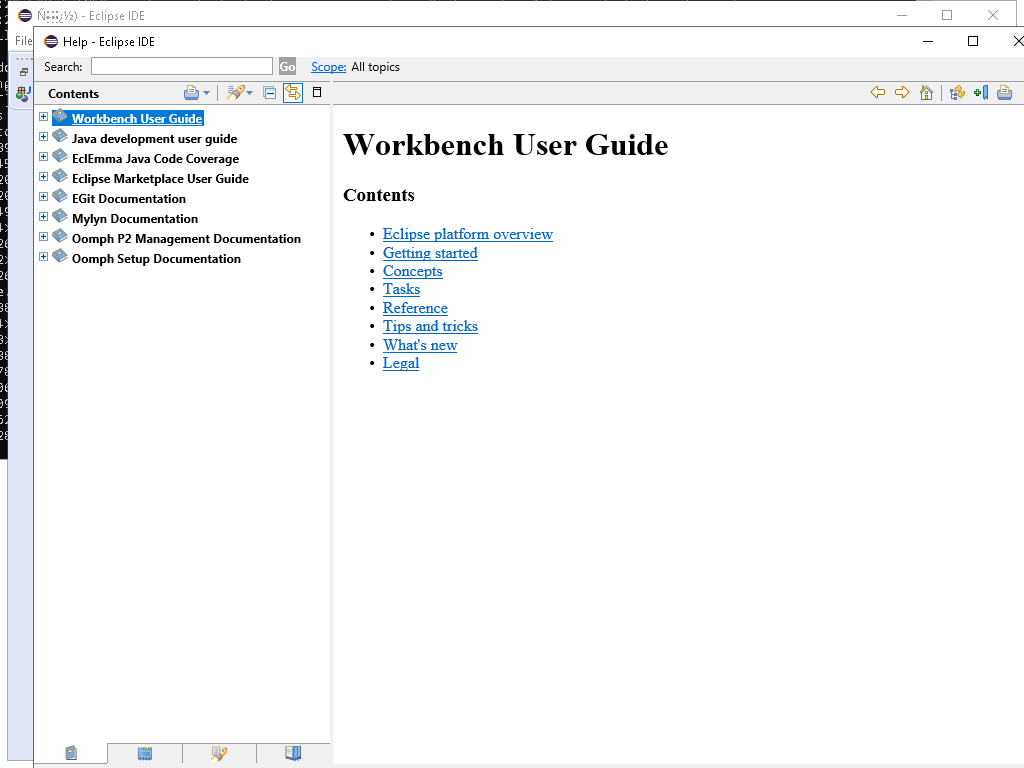 - Eclipse IDE
File
Help - Eclipse IDE
Search:
Go
Scope: All topics
Contents
Workbench User Guide
Java development user guide
EclEmma Java Code Coverage
Eclipse Marketplace User Guide
EGit Documentation
Mylyn Documentation
Oomph P2 Management Documentation
Oomph Setup Documentation
Workbench User Guide
Contents
• Eclipse platform overview
• Getting started
• Concepts
• Tasks
• Reference
• Tips and tricks
• What's new
• Legal